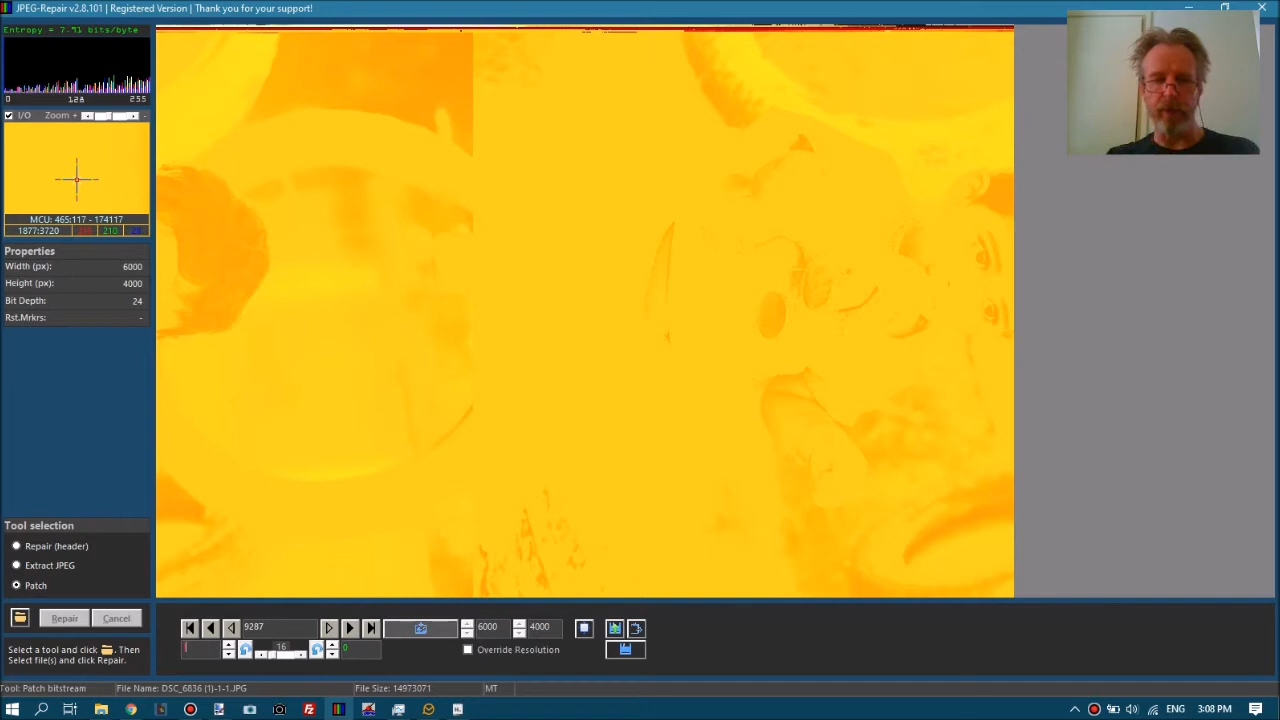 JPEG-Repair v2.8.101 | Registered Version | Thank you for your support!
Entropy = 7.91 bits/byte
0 128 255
I/O Zoom + -
MCU: 465:117 - 174117
1877:3720 210
Properties
Width (px): 6000
Height (px): 4000
Bit Depth: 24
Rst.Mrkrs: -
Tool selection
Repair (header)
Extract JPEG
Patch
Repair Cancel
Select a tool and click . Then
Select file(s) and click Repair.
9287 6000 4000
16 0 Override Resolution
Tool: Patch bitstream File Name: DSC_6836 (1)-1-1.JPG File Size: 14973071 MT
ENG 3:08 PM